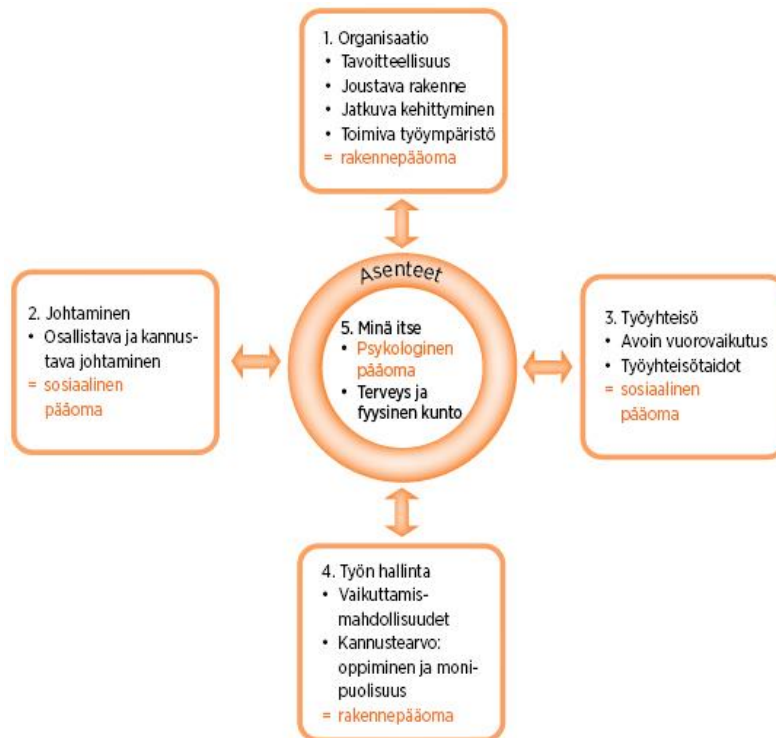 1. Organisaatio
• Tavoitteellisuus
• Joustava rakenne
• Jatkuva kehittyminen
• Toimiva työympäristö
= rakennepääoma
Asenteet
2. Johtaminen
• Osallistava ja kannus-
tava johtaminen
= sosiaalinen
pääoma
5. Minä itse
• Psykologinen
pääoma
• Terveys ja
fyysinen kunto
3. Työyhteisö
• Avoin vuorovaikutus
• Työyhteisötaidot
= sosiaalinen
pääoma
4. Työn hallinta
• Vaikuttamis-
mahdollisuudet
• Kannustearvo:
oppiminen ja moni-
puolisuus
= rakennepääoma